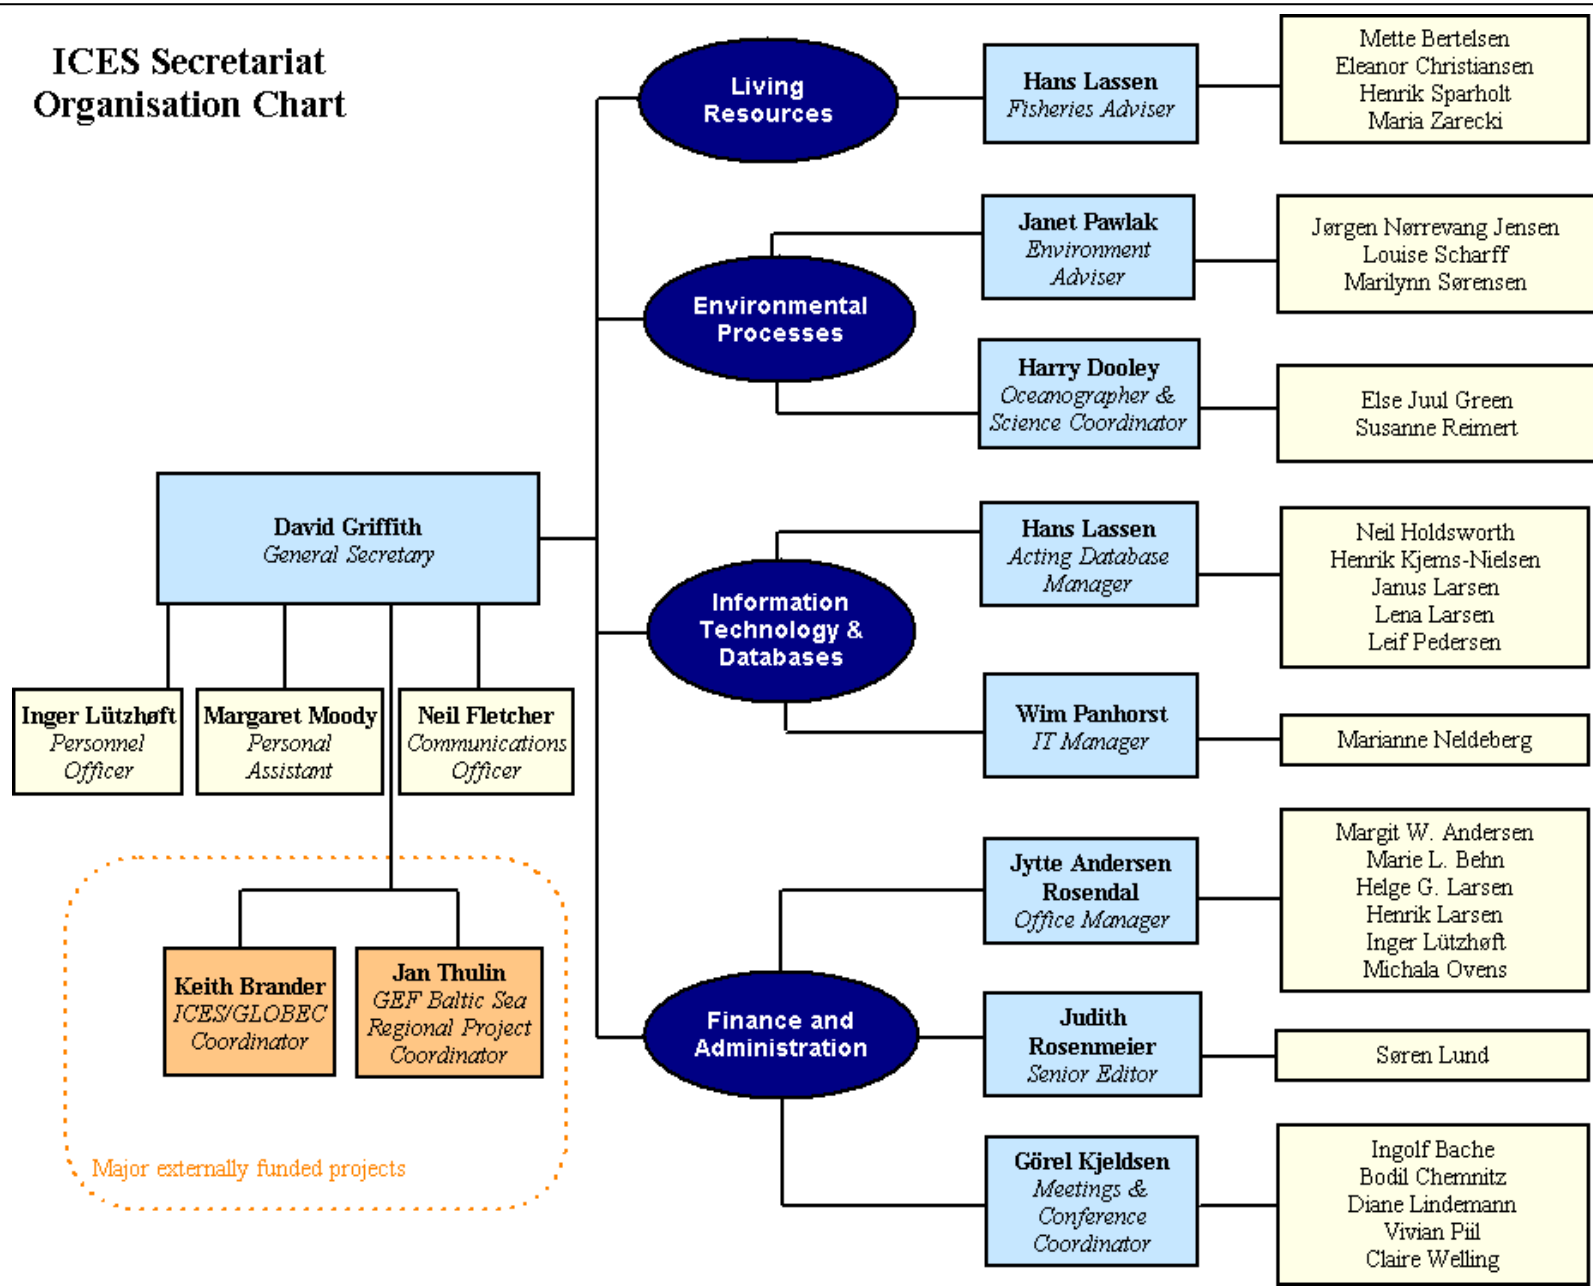 ICES Secretariat
Organisation Chart
Living
Resources
Hans Lassen
Fisheries Adviser
Mette Bertelsen
Eleanor Christiansen
Henrik Sparholt
Maria Zarecki
Environmental
Processes
Janet Pawlak
Environment
Adviser
Jørgen Nørrevang Jensen
Louise Scharff
Marilynn Sørensen
Harry Dooley
Oceanographer &
Science Coordinator
Else Juul Green
Susanne Reimert
David Griffith
General Secretary
Inger Lützhøft
Personnel
Officer
Margaret Moody
Personal
Assistant
Neil Fletcher
Communications
Officer
Keith Brander
ICES/GLOBEC
Coordinator
Jan Thulin
GEF Baltic Sea
Regional Project
Coordinator
Major externally funded projects
Information
Technology &
Databases
Hans Lassen
Acting Database
Manager
Neil Holdsworth
Henrik Kjems-Nielsen
Janus Larsen
Lena Larsen
Leif Pedersen
Wim Panhorst
IT Manager
Marianne Neldeberg
Finance and
Administration
Jytte Andersen
Rosendal
Office Manager
Margit W. Andersen
Marie L. Behn
Helge G. Larsen
Henrik Larsen
Inger Lützhøft
Michala Ovens
Judith
Rosenmeier
Senior Editor
Søren Lund
Görel Kjeldsen
Meetings &
Conference
Coordinator
Ingolf Bache
Bodil Chemnitz
Diane Lindemann
Vivian Piil
Claire Welling